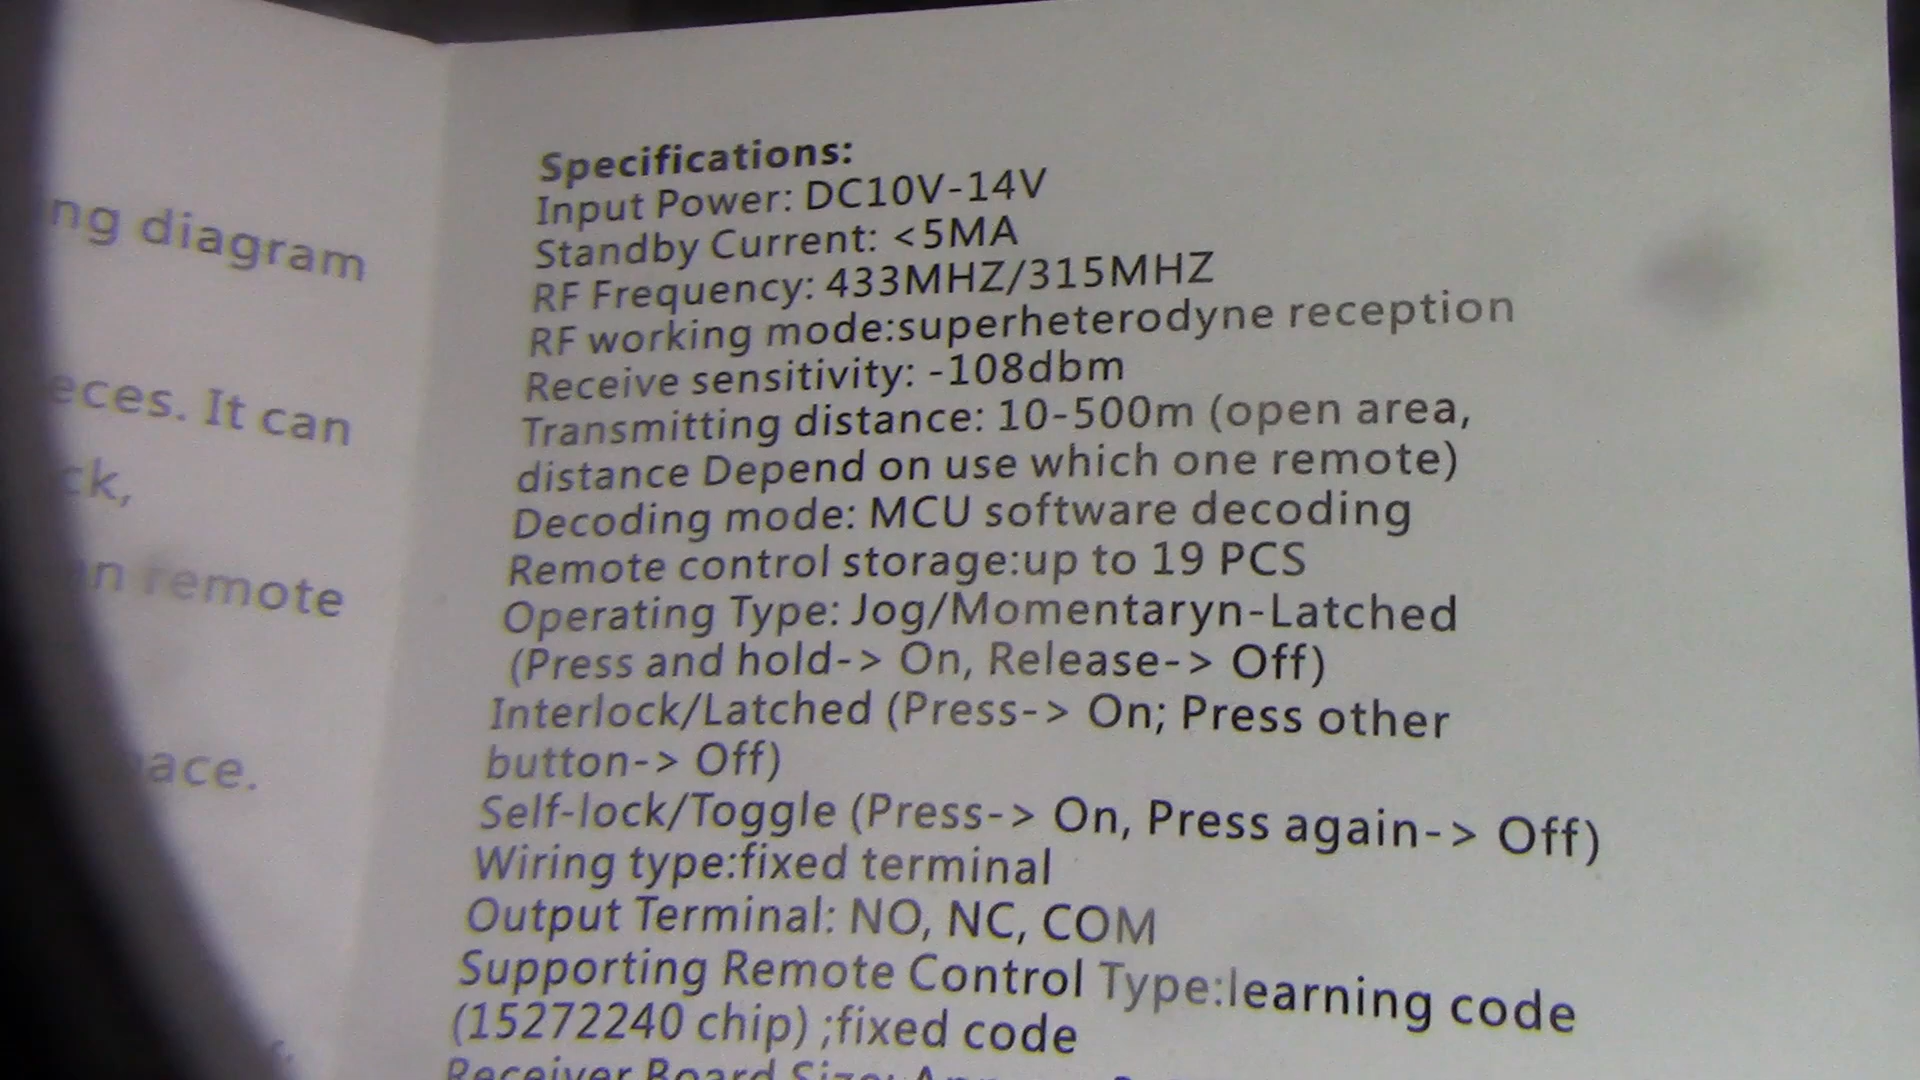 ng diagram
eces. It can
ck,
n remote
ace.
Specifications:
Input Power: DC10V-14V
Standby Current: <5MA
RF Frequency: 433MHZ/315MHZ
RF working mode:superheterodyne reception
Receive sensitivity: -108dbm
Transmitting distance: 10-500m (open area,
distance Depend on use which one remote)
Decoding mode: MCU software decoding
Remote control storage:up to 19 PCS
Operating Type: Jog/Momentaryn-Latched
(Press and hold-> On, Release-> Off)
Interlock/Latched (Press-> On; Press other
button-> Off)
Self-lock/Toggle (Press-> On, Press again-> Off)
Wiring type:fixed terminal
Output Terminal: NO, NC, COM
Supporting Remote Control Type:learning code
(15272240 chip) ;fixed code
Receiver Board Size: